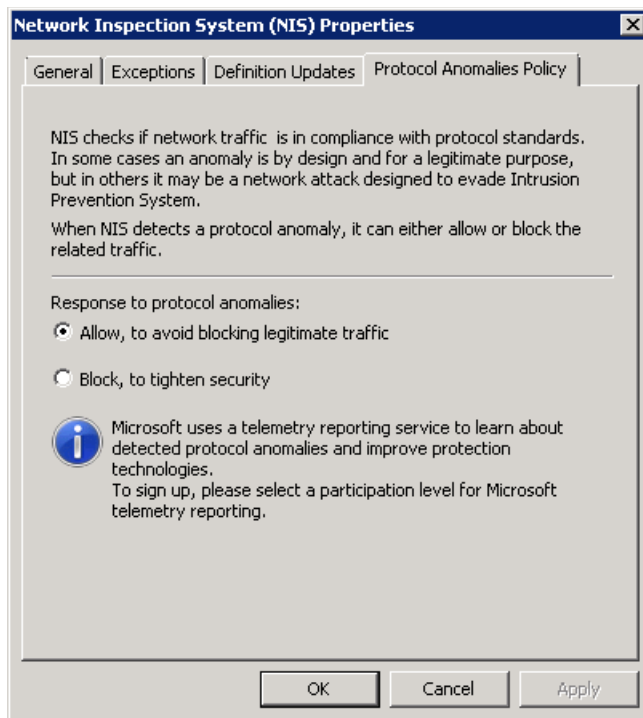 Network Inspection System (NIS) Properties
General
Exceptions
Definition Updates
Protocol Anomalies Policy
NIS checks if network traffic is in compliance with protocol standards.
In some cases an anomaly is by design and for a legitimate purpose,
but in others it may be a network attack designed to evade Intrusion
Prevention System.
When NIS detects a protocol anomaly, it can either allow or block the
related traffic.
Response to protocol anomalies:
Allow, to avoid blocking legitimate traffic
Block, to tighten security
Microsoft uses a telemetry reporting service to learn about
detected protocol anomalies and improve protection
technologies.
To sign up, please select a participation level for Microsoft
telemetry reporting.
OK
Cancel
Apply